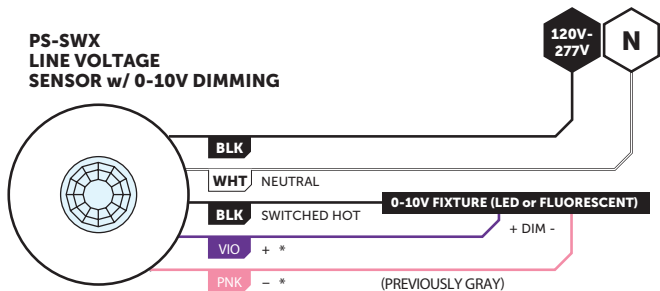 PS-SWX
LINE VOLTAGE
SENSOR w/ 0-10V DIMMING
120V-
277V
N
BLK
WHT NEUTRAL
BLK SWITCHED HOT
0-10V FIXTURE (LED or FLUORESCENT)
+ DIM -
VIO + *
PNK – * (PREVIOUSLY GRAY)